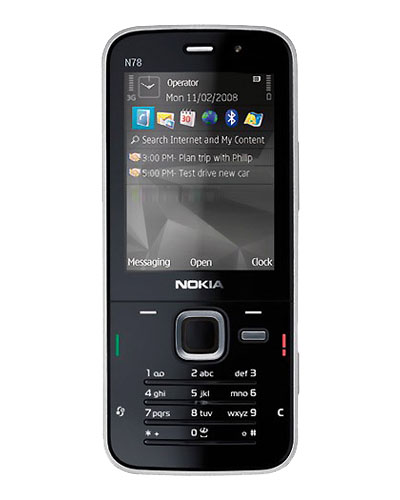 N78
3G
Operator
Mon 11/02/2008
30
Search Internet and My Content
3:00 PM- Plan trip with Philip
5:00 PM- Test drive new car
Messaging Open Clock
NOKIA
1 2 abc def 3
4 ghi 5 jkl mno 6
7 pqrs 8 tuv wxyz 9 C
* + 0 #